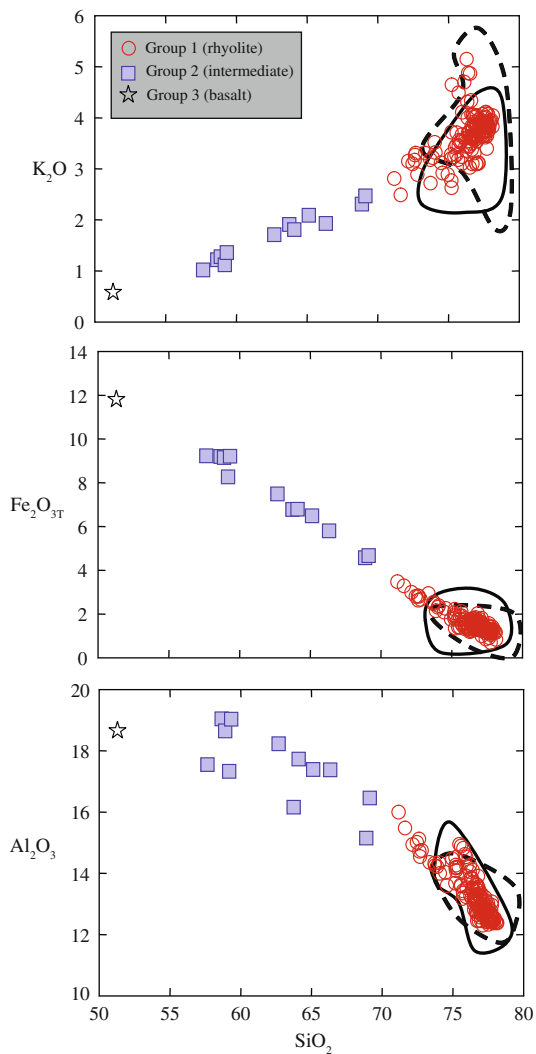 6
5
4
3
2
1
0
K₂O
Group 1 (rhyolite)
Group 2 (intermediate)
Group 3 (basalt)
14
12
10
8
6
4
2
0
Fe₂O₃T
20
18
16
14
12
10
Al₂O₃
50 55 60 65 70 75 80
SiO₂